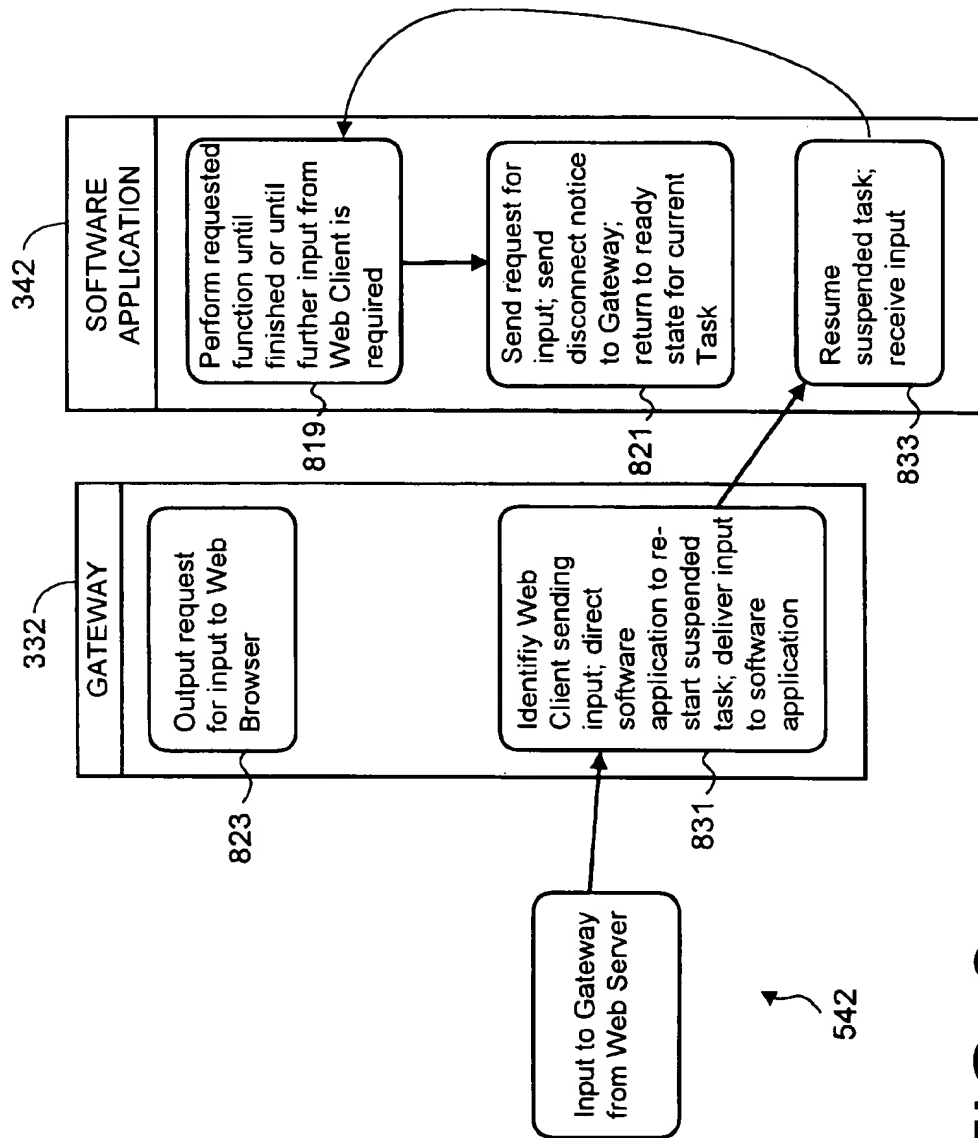 342
SOFTWARE
APPLICATION
332
GATEWAY
Perform requested
function until
finished or until
further input from
Web Client is
required
819
Output request
for input to Web
Browser
823
Send request for
input; send
disconnect notice
to Gateway;
return to ready
state for current
Task
821
Input to Gateway
from Web Server
Identifiy Web
Client sending
input; direct
software
application to re-
start suspended
task; deliver input
to software
application
831
Resume
suspended task;
receive input
833
542
FIG.